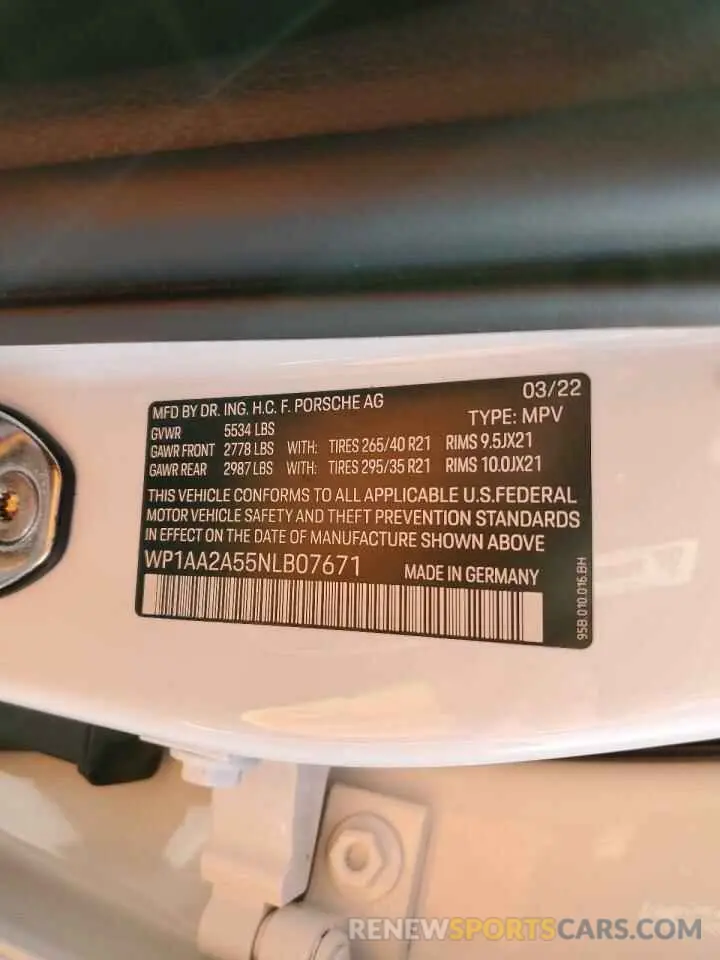 MFD BY DR. ING. H.C. F. PORSCHE AG 03/22
GVWR 5534 LBS TYPE: MPV
GAWR FRONT 2778 LBS WITH: TIRES 265/40 R21 RIMS 9.5JX21
GAWR REAR 2987 LBS WITH: TIRES 295/35 R21 RIMS 10.0JX21
THIS VEHICLE CONFORMS TO ALL APPLICABLE U.S.FEDERAL
MOTOR VEHICLE SAFETY AND THEFT PREVENTION STANDARDS
IN EFFECT ON THE DATE OF MANUFACTURE SHOWN ABOVE
WP1AA2A55NLB07671 MADE IN GERMANY
95B.010.016.BH
RENEWSPORTSCARS.COM